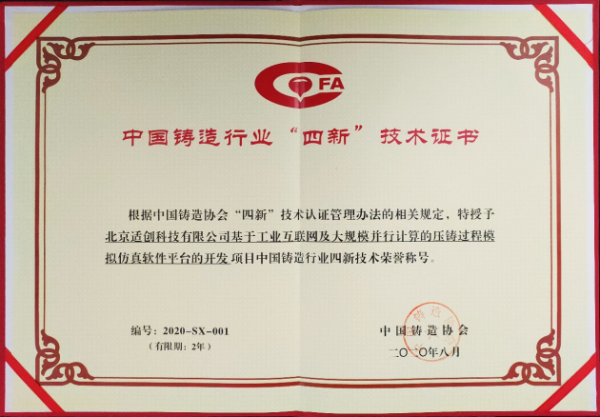 CFA
中国铸造行业“四新”技术证书
根据中国铸造协会“四新”技术认证管理办法的相关规定，特授予
北京适创科技有限公司基于工业互联网及大规模并行计算的压铸过程模
拟仿真软件平台的开发项目中国铸造行业四新技术荣誉称号。
编号：2020-SX-001
（有限期：2年）
中国铸造协会
二〇二〇年八月